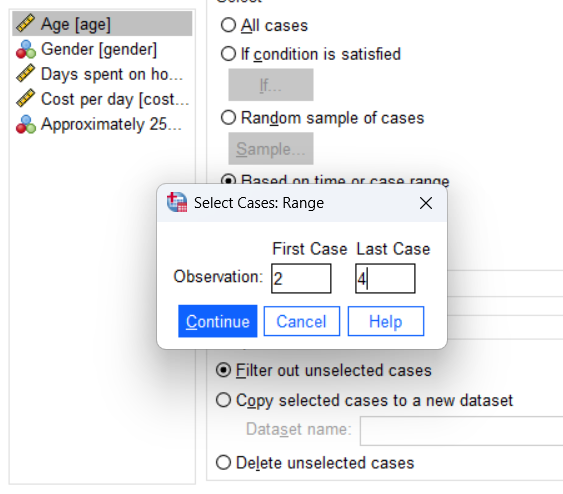 Select
Age [age]
Gender [gender]
Days spent on ho...
Cost per day [cost...
Approximately 25...
All cases
If condition is satisfied
If...
Random sample of cases
Sample...
Based on time or case range
Select Cases: Range
First Case Last Case
Observation: 2 4
Continue Cancel Help
Filter out unselected cases
Copy selected cases to a new dataset
Dataset name:
Delete unselected cases